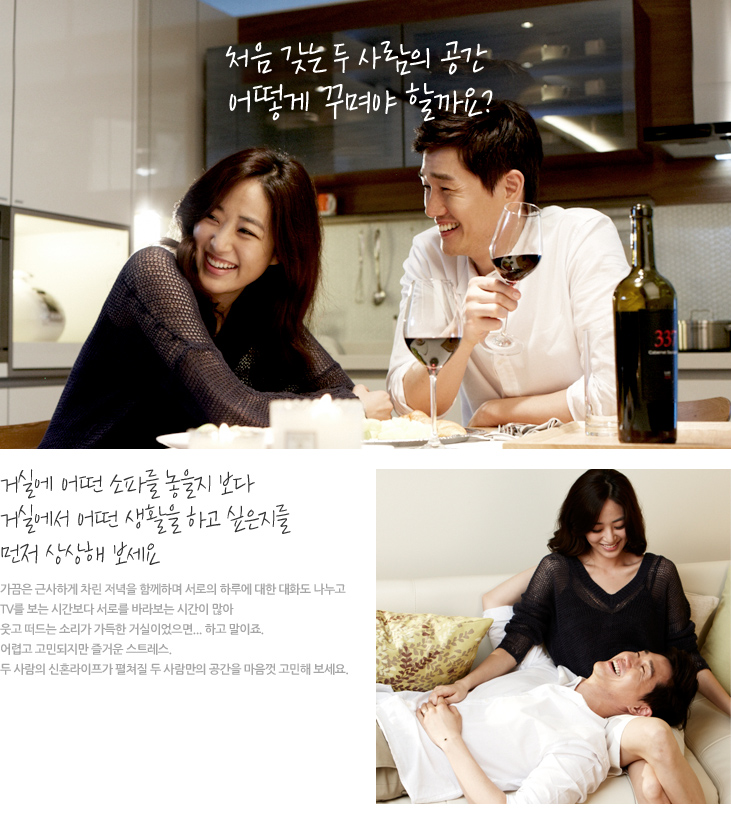 처음 갖는 두 사람의 공간
어떻게 꾸며야 할까요?
337
Cabernet
거실에 어떤 소파를 놓을지 보다
거실에서 어떤 생활을 하고 싶은지를
먼저 상상해 보세요
가끔은 근사하게 차린 저녁을 함께하며 서로의 하루에 대한 대화도 나누고
TV를 보는 시간보다 서로를 바라보는 시간이 많아
웃고 떠드는 소리가 가득한 거실이었으면... 하고 말이죠.
어렵고 고민되지만 즐거운 스트레스.
두 사람의 신혼라이프가 펼쳐질 두 사람만의 공간을 마음껏 고민해 보세요.